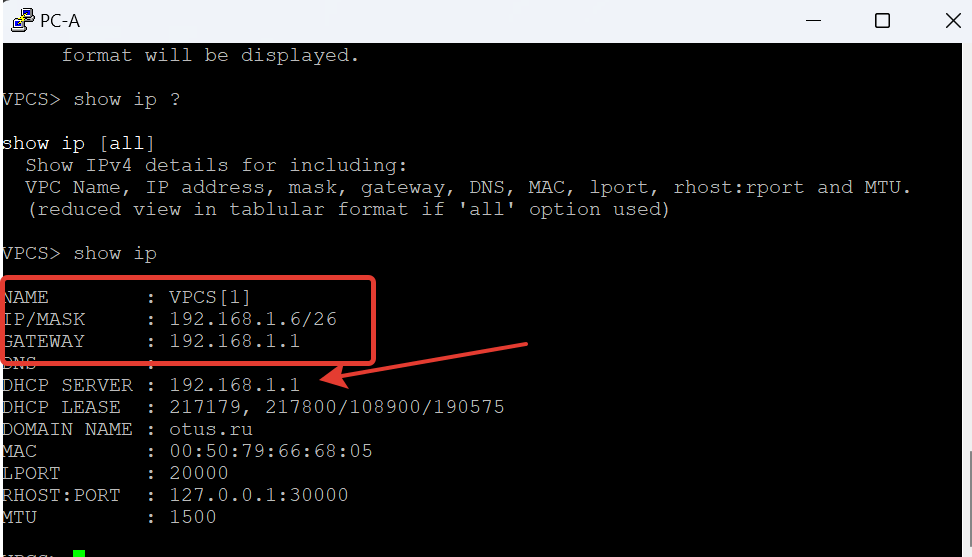 PC-A
format will be displayed.
VPCS> show ip ?
show ip [all]
Show IPv4 details for including:
VPC Name, IP address, mask, gateway, DNS, MAC, lport, rhost:rport and MTU.
(reduced view in tablular format if 'all' option used)
VPCS> show ip
NAME : VPCS[1]
IP/MASK : 192.168.1.6/26
GATEWAY : 192.168.1.1
DNS :
DHCP SERVER : 192.168.1.1
DHCP LEASE : 217179, 217800/108900/190575
DOMAIN NAME : otus.ru
MAC : 00:50:79:66:68:05
LPORT : 20000
RHOST:PORT : 127.0.0.1:30000
MTU : 1500
VPCS>